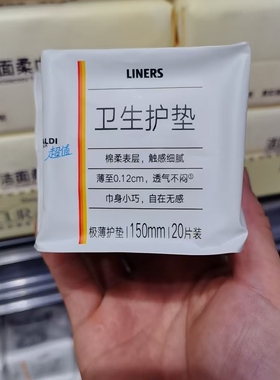 LINERS
卫生护垫
LDI
超值
棉柔表层，触感细腻
薄至0.12cm，透气不闷①
巾身小巧，自在无感
极薄护垫|150mm|20片装